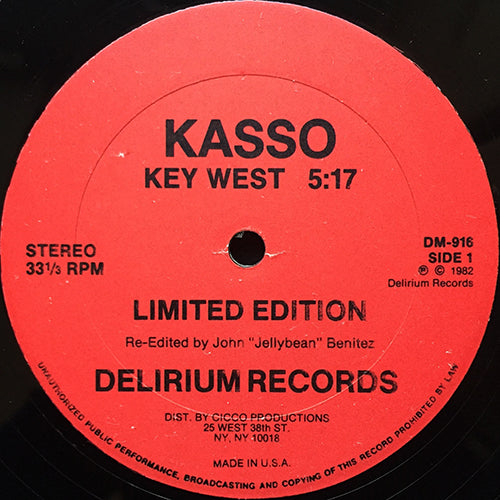 KASSO
KEY WEST 5:17
STEREO
33 1/3 RPM
DM-916
SIDE 1
℗ © 1982
Delirium Records
LIMITED EDITION
Re-Edited by John "Jellybean" Benitez
DELIRIUM RECORDS
DIST. BY CICCO PRODUCTIONS
25 WEST 38th ST.
NY, NY 10018
MADE IN U.S.A.
UNAUTHORIZED PUBLIC PERFORMANCE, BROADCASTING AND COPYING OF THIS RECORD PROHIBITED BY LAW